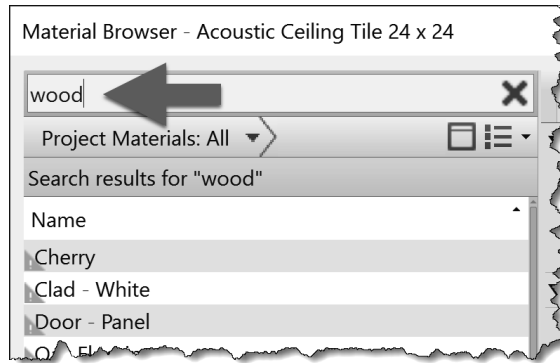 Material Browser - Acoustic Ceiling Tile 24 x 24
wood
Project Materials: All
Search results for "wood"
Name
Cherry
Clad - White
Door - Panel